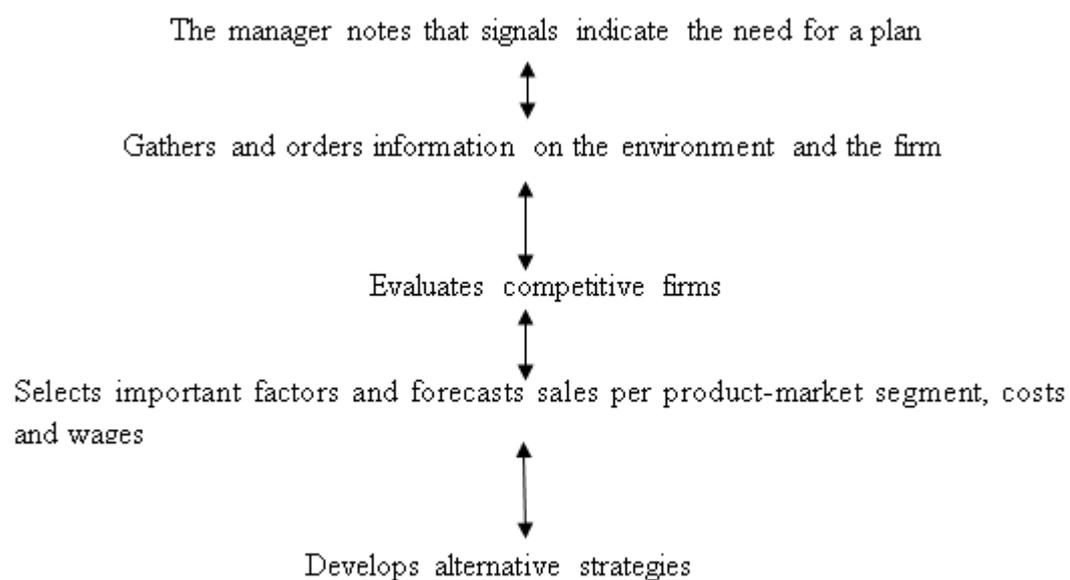 The manager notes that signals indicate the need for a plan
Gathers and orders information on the environment and the firm
Evaluates competitive firms
Selects important factors and forecasts sales per product-market segment, costs
and wages
Develops alternative strategies